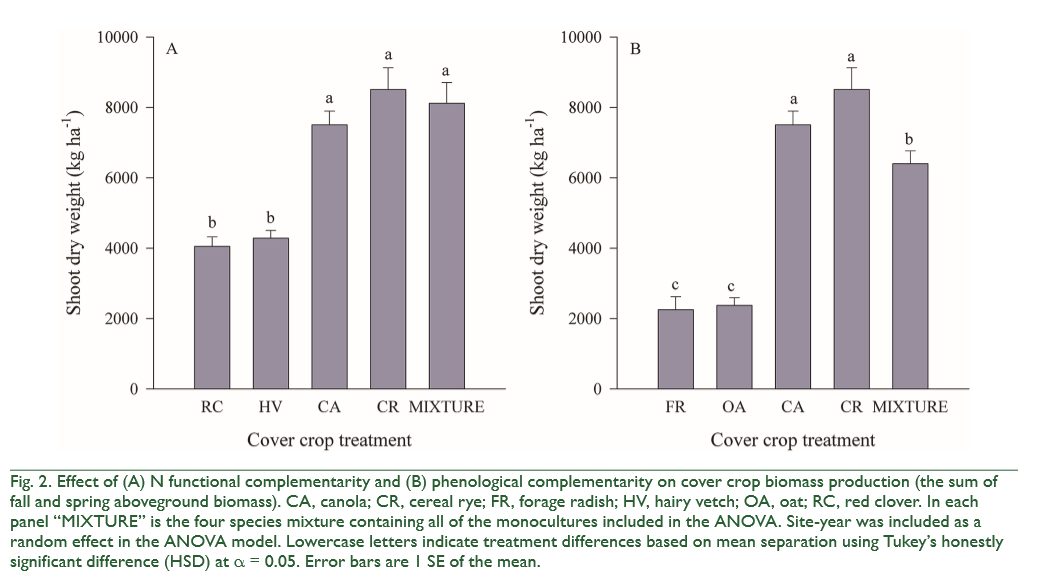 A
Shoot dry weight (kg ha-1)
10000
8000
6000
4000
2000
0
b
b
a
a
a
RC HV CA CR MIXTURE
Cover crop treatment
B
Shoot dry weight (kg ha-1)
10000
8000
6000
4000
2000
0
c
c
a
a
b
FR OA CA CR MIXTURE
Cover crop treatment
Fig. 2. Effect of (A) N functional complementarity and (B) phenological complementarity on cover crop biomass production (the sum of
fall and spring aboveground biomass). CA, canola; CR, cereal rye; FR, forage radish; HV, hairy vetch; OA, oat; RC, red clover. In each
panel “MIXTURE” is the four species mixture containing all of the monocultures included in the ANOVA. Site-year was included as a
random effect in the ANOVA model. Lowercase letters indicate treatment differences based on mean separation using Tukey’s honestly
significant difference (HSD) at α = 0.05. Error bars are 1 SE of the mean.